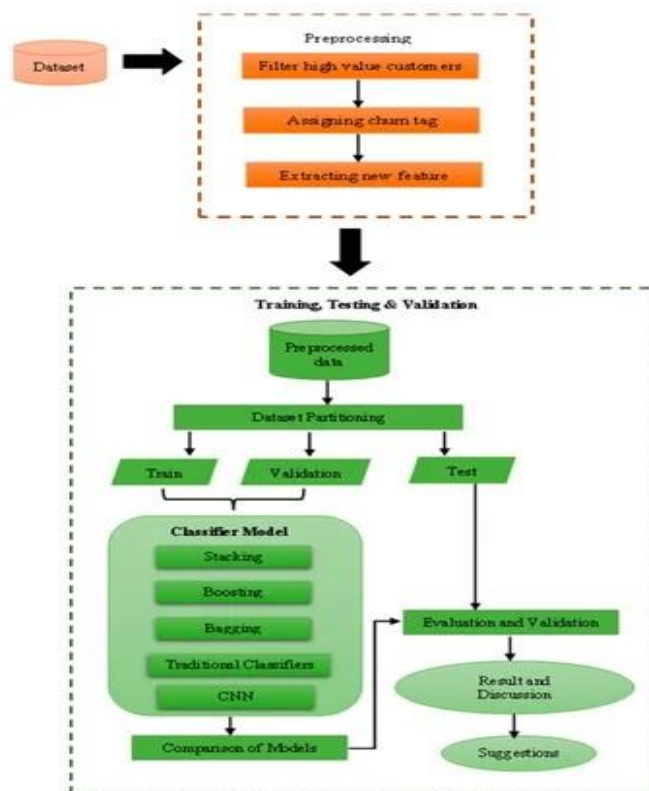 Dataset
Preprocessing
Filter high value customers
Assigning churn tag
Extracting new feature
Training, Testing & Validation
Preprocessed
data
Dataset Partitioning
Train
Validation
Test
Classifier Model
Stacking
Boosting
Bagging
Traditional Classifiers
CNN
Comparison of Models
Evaluation and Validation
Result and
Discussion
Suggestions